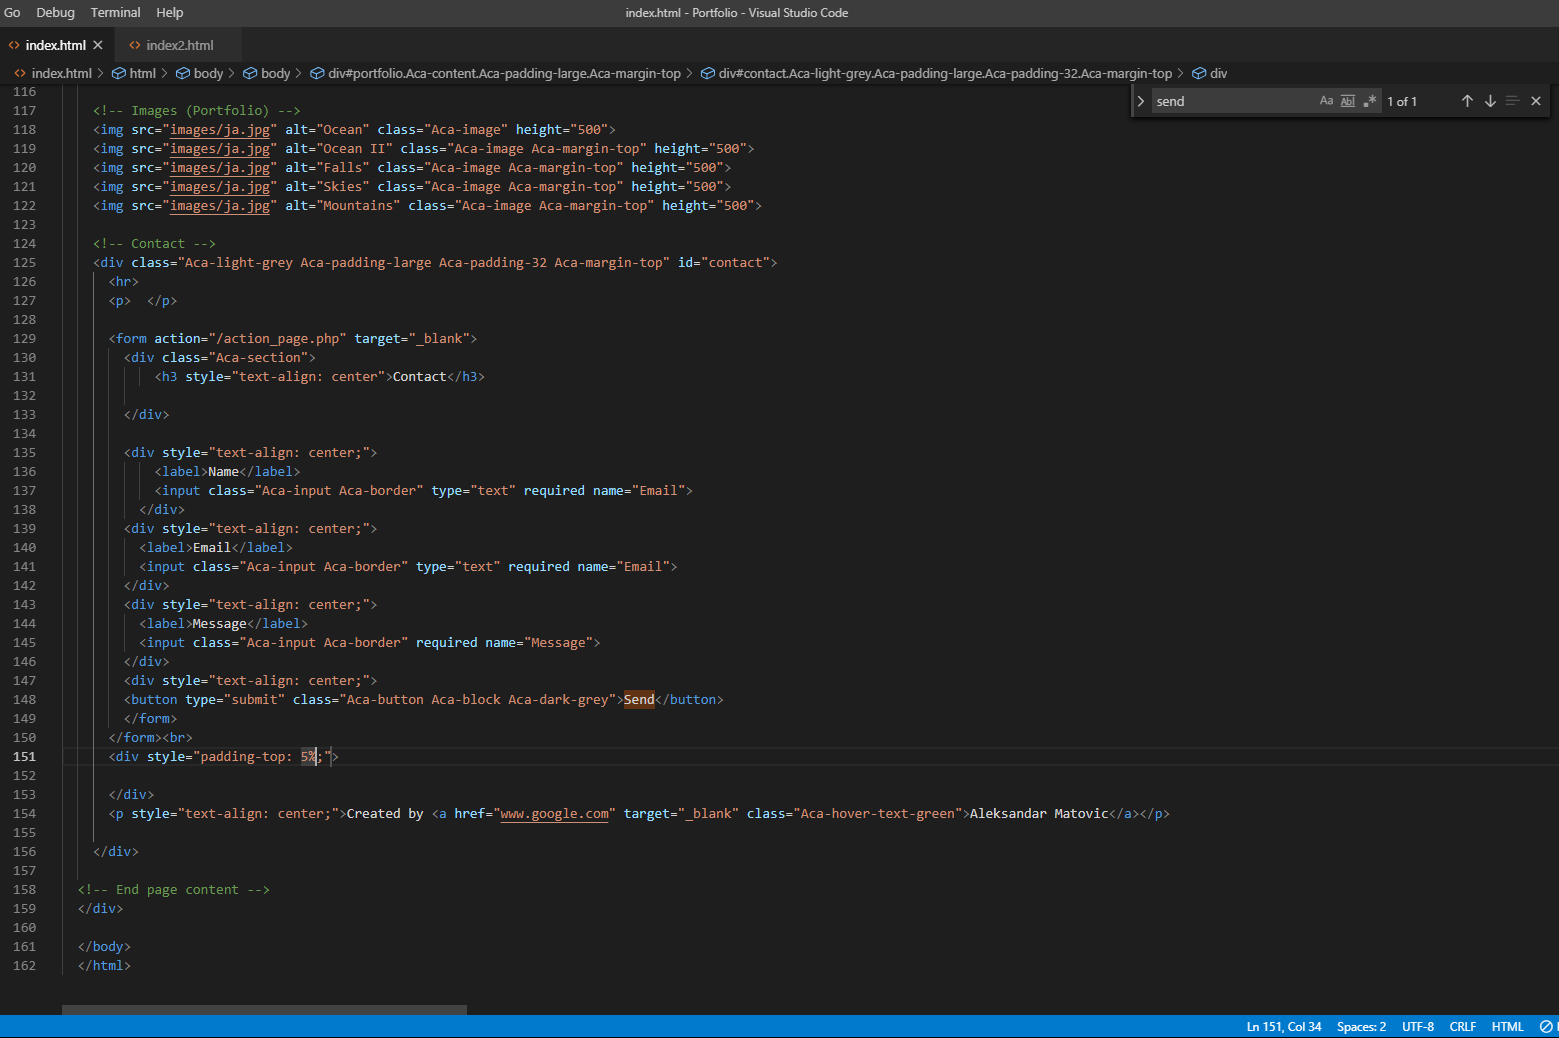 Go Debug Terminal Help
index.html - Portfolio - Visual Studio Code
index.html index2.html
index.html > html > body > body > div#portfolio.Aca-content.Aca-padding-large.Aca-margin-top > div#contact.Aca-light-grey.Aca-padding-large.Aca-padding-32.Aca-margin-top > div
send Aa Abl .* 1 of 1
116
117 <!-- Images (Portfolio) -->
118 <img src="images/ja.jpg" alt="Ocean" class="Aca-image" height="500">
119 <img src="images/ja.jpg" alt="Ocean II" class="Aca-image Aca-margin-top" height="500">
120 <img src="images/ja.jpg" alt="Falls" class="Aca-image Aca-margin-top" height="500">
121 <img src="images/ja.jpg" alt="Skies" class="Aca-image Aca-margin-top" height="500">
122 <img src="images/ja.jpg" alt="Mountains" class="Aca-image Aca-margin-top" height="500">
123
124 <!-- Contact -->
125 <div class="Aca-light-grey Aca-padding-large Aca-padding-32 Aca-margin-top" id="contact">
126 <hr>
127 <p>  </p>
128
129 <form action="/action_page.php" target="_blank">
130 <div class="Aca-section">
131 <h3 style="text-align: center">Contact</h3>
132
133 </div>
134
135 <div style="text-align: center;">
136 <label>Name</label>
137 <input class="Aca-input Aca-border" type="text" required name="Email">
138 </div>
139 <div style="text-align: center;">
140 <label>Email</label>
141 <input class="Aca-input Aca-border" type="text" required name="Email">
142 </div>
143 <div style="text-align: center;">
144 <label>Message</label>
145 <input class="Aca-input Aca-border" required name="Message">
146 </div>
147 <div style="text-align: center;">
148 <button type="submit" class="Aca-button Aca-block Aca-dark-grey">Send</button>
149 </form>
150 </form><br>
151 <div style="padding-top: 5%;">
152
153 </div>
154 <p style="text-align: center;">Created by <a href="www.google.com" target="_blank" class="Aca-hover-text-green">Aleksandar Matovic</a></p>
155
156 </div>
157
158 <!-- End page content -->
159 </div>
160
161 </body>
162 </html>
Ln 151, Col 34 Spaces: 2 UTF-8 CRLF HTML